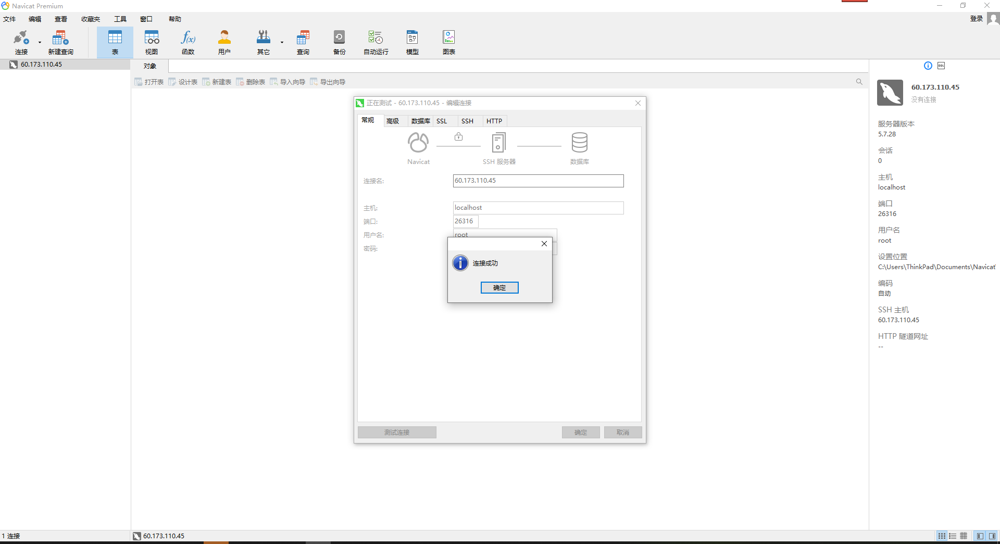 Navicat Premium
文件 编辑 查看 收藏夹 工具 窗口 帮助
登录
连接 新建查询 表 视图 函数 用户 其它 查询 备份 自动运行 模型 图表
f(x)
60.173.110.45
对象
DDL
打开表 设计表 新建表 删除表 导入向导 导出向导
正在测试 - 60.173.110.45 - 编辑连接
常规 高级 数据库 SSL SSH HTTP
Navicat SSH 服务器 数据库
连接名: 60.173.110.45
主机: localhost
端口: 26316
用户名: root
密码:
连接成功
确定
测试连接 确定 取消
60.173.110.45
没有连接
服务器版本
5.7.28
会话
0
主机
localhost
端口
26316
用户名
root
设置位置
C:\Users\ThinkPad\Documents\Navicat
编码
自动
SSH 主机
60.173.110.45
HTTP 隧道网址
--
1 连接
60.173.110.45